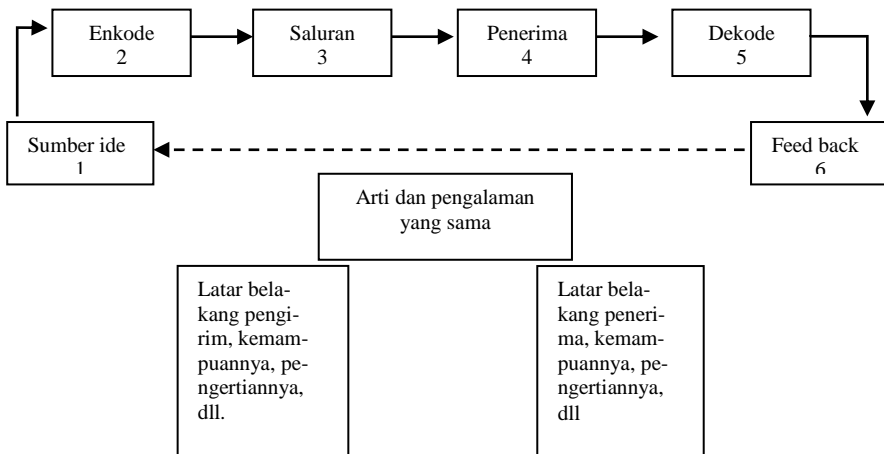 Enkode
2
Saluran
3
Penerima
4
Dekode
5
Sumber ide
1
Feed back
6
Arti dan pengalaman
yang sama
Latar bela-
kang pengi-
rim, kemam-
puannya, pe-
ngertiannya,
dll.
Latar bela-
kang peneri-
ma, kemam-
puannya, pe-
ngertiannya,
dll